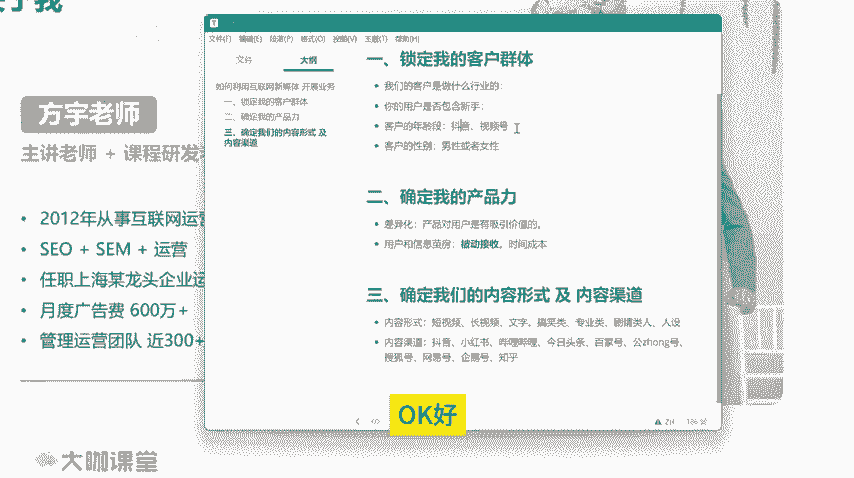 方宇老师
主讲老师 + 课程研发
2012年从事互联网运营
SEO + SEM + 运营
任职上海某龙头企业运
月度广告费 600万+
管理运营团队 近300+
大咖课堂
文件(F) 编辑(E) 段落(P) 格式(O) 视图(V) 主题(T) 帮助(H)
文件 大纲
如何利用互联网新媒体 开展业务
一、锁定我的客户群体
二、确定我的产品力
三、确定我们的内容形式 及
内容渠道
一、锁定我的客户群体
我们的客户是做什么行业的：
你的用户是否包含新手：
客户的年龄段：抖音、视频号
客户的性别：男性或者女性
二、确定我的产品力
差异化：产品对用户是有吸引价值的。
用户和信息茧房：被动接收，时间成本
三、确定我们的内容形式 及 内容渠道
内容形式：短视频、长视频、文字，搞笑类、专业类、剧情类人、人设
内容渠道：抖音、小红书、哔哩哔哩、今日头条、百家号、公zhong号、
搜狐号、网易号、企鹅号、知乎
OK好